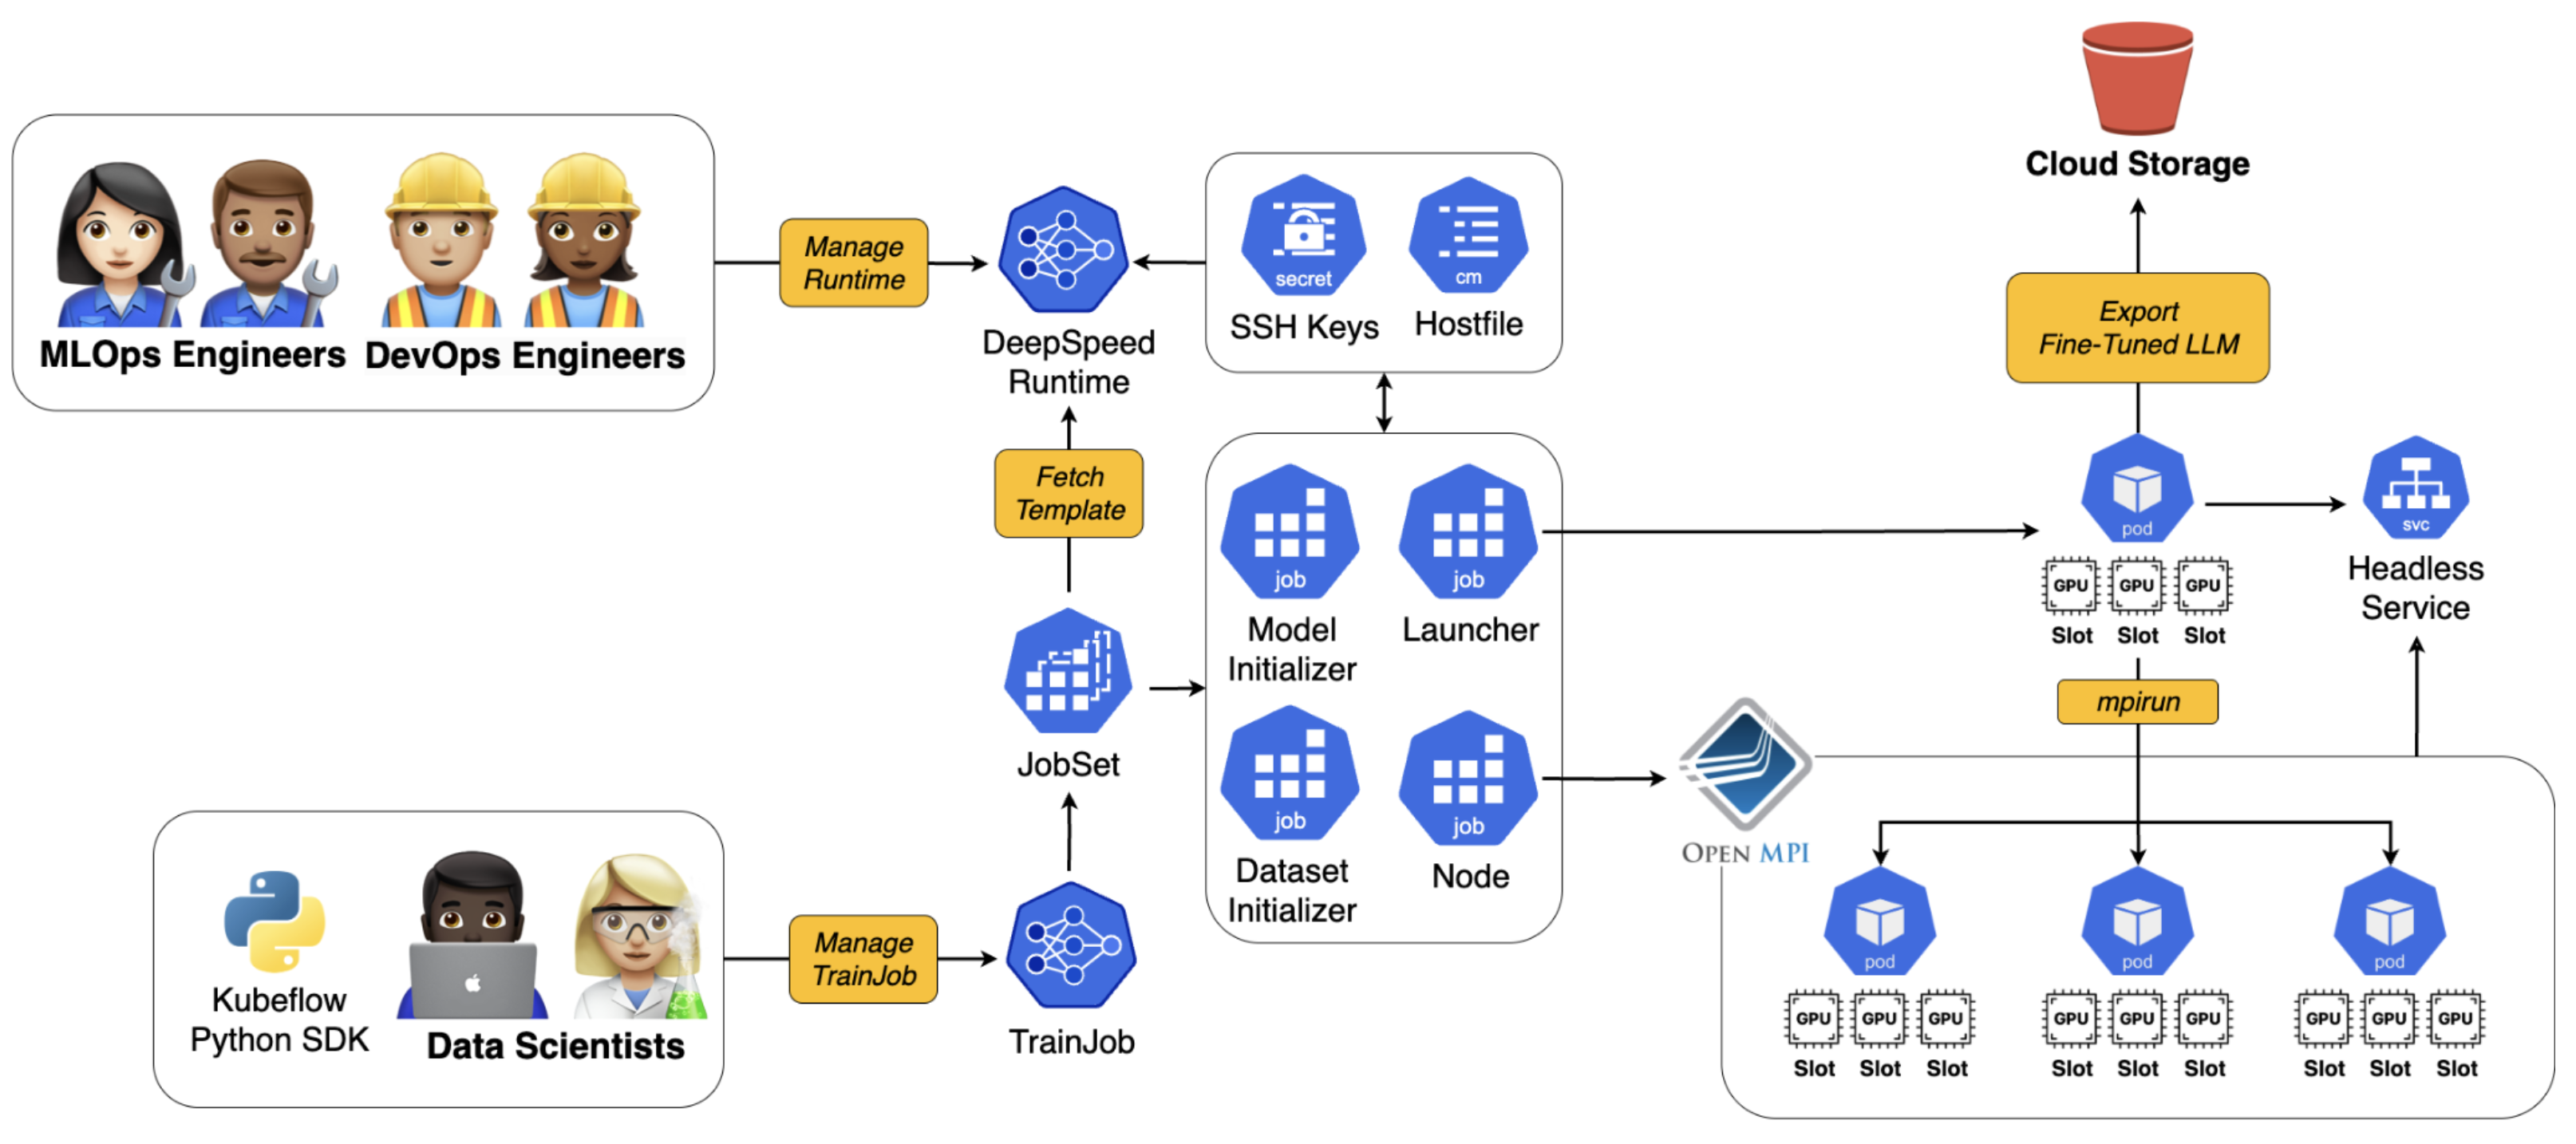 MLOps Engineers
DevOps Engineers
Manage
Runtime
DeepSpeed
Runtime
secret
SSH Keys
cm
Hostfile
Fetch
Template
JobSet
Kubeflow
Python SDK
Data Scientists
Manage
TrainJob
TrainJob
job
Model
Initializer
job
Launcher
job
Dataset
Initializer
job
Node
Cloud Storage
Export
Fine-Tuned LLM
pod
GPU GPU GPU
Slot Slot Slot
svc
Headless
Service
mpirun
OPEN MPI
pod
GPU GPU GPU
Slot Slot Slot
pod
GPU GPU GPU
Slot Slot Slot
pod
GPU GPU GPU
Slot Slot Slot